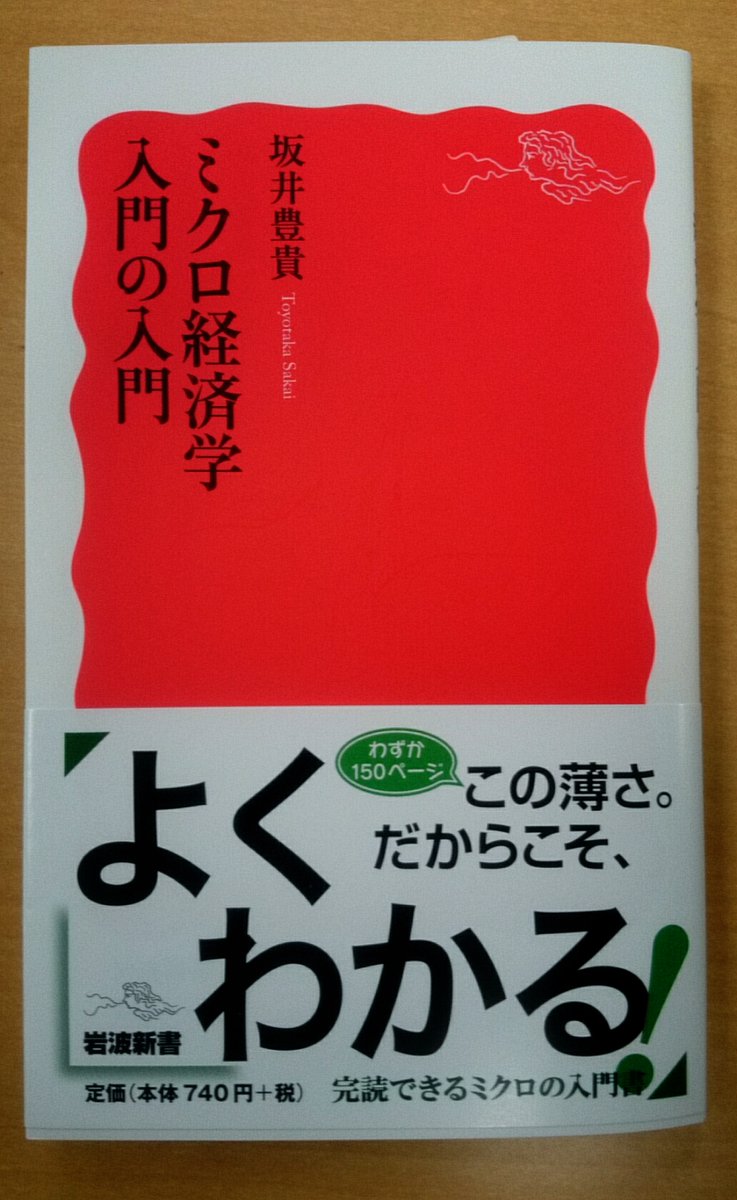 坂井豊貴 Toyotaka Sakai
ミクロ経済学
入門の入門
わずか
150ページ
この薄さ。
だからこそ、
よく
わかる!
岩波新書
定価(本体740円+税)
完読できるミクロの入門書